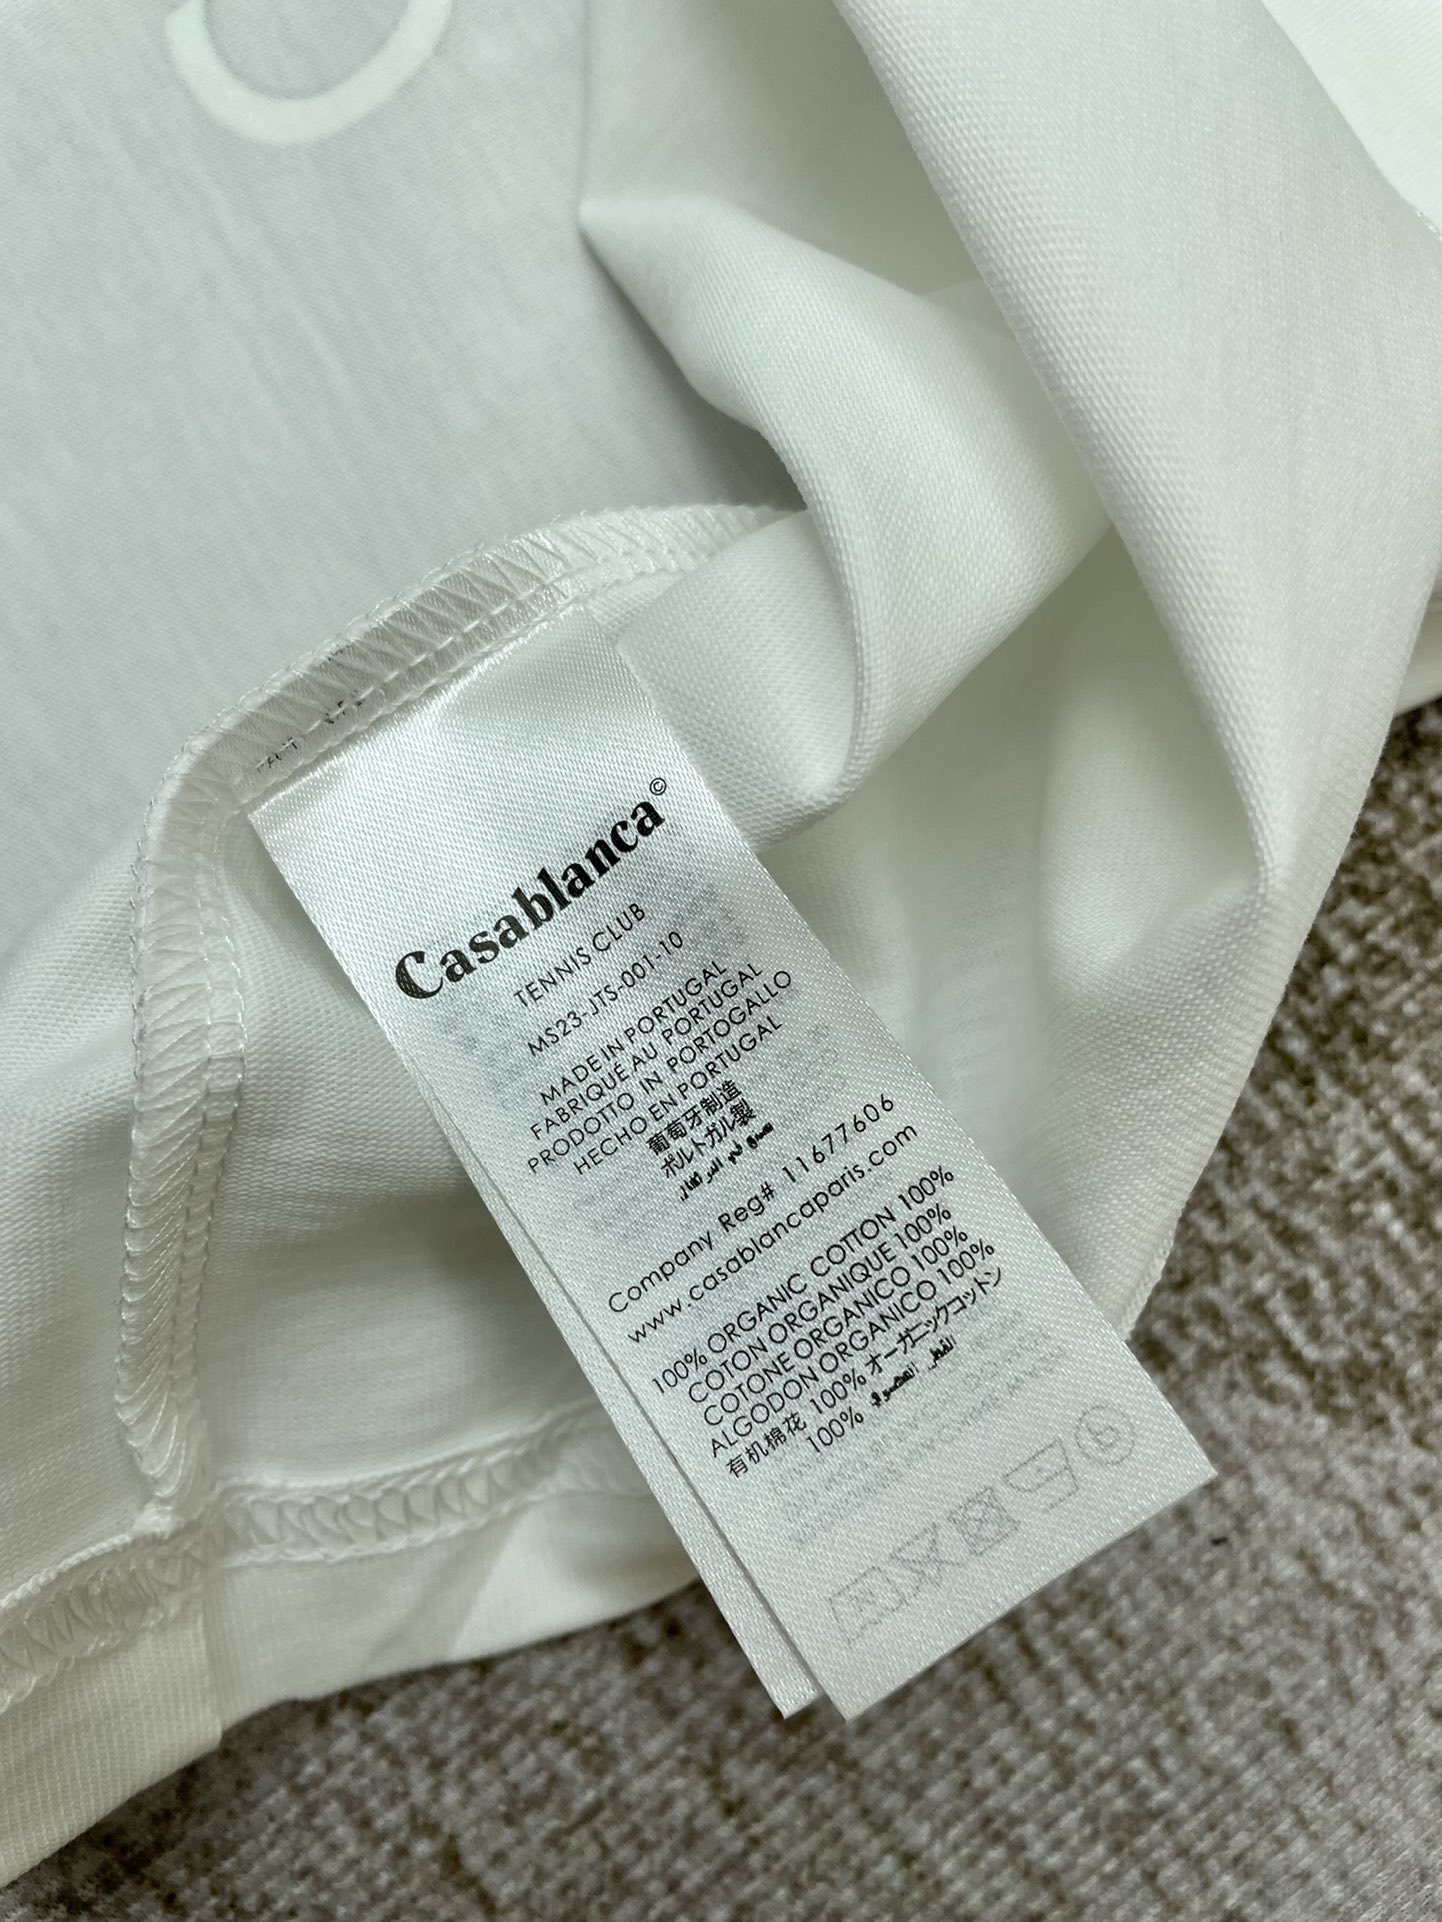 Casablanca©
TENNIS CLUB
MS23-JTS-001-10
MADE IN PORTUGAL
FABRIQUÉ AU PORTUGAL
PRODOTTO IN PORTOGALLO
HECHO EN PORTUGAL
葡萄牙制造
ポルトガル製
Company Reg# 11677606
www.casablancaparis.com
100% ORGANIC COTTON 100%
COTON ORGANIQUE 100%
COTONE ORGANICO 100%
ALGODON ORGANICO 100%
有机棉花 100% オーガニックコットン
100% القطن العضوي